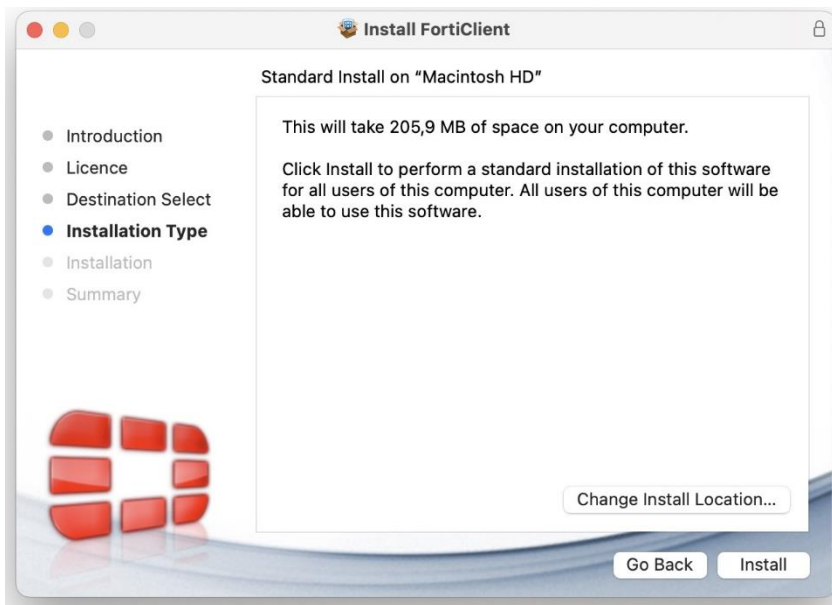 Install FortiClient
Standard Install on “Macintosh HD”
Introduction
Licence
Destination Select
Installation Type
Installation
Summary
This will take 205,9 MB of space on your computer.
Click Install to perform a standard installation of this software
for all users of this computer. All users of this computer will be
able to use this software.
Change Install Location...
Go Back
Install